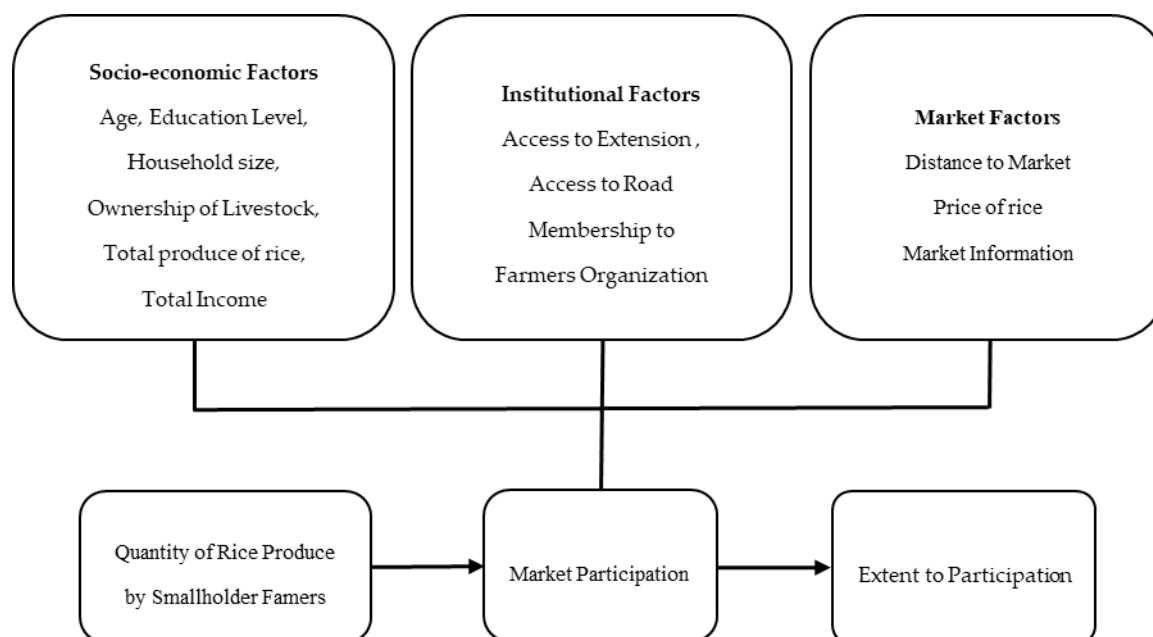 Socio-economic Factors
Age, Education Level,
Household size,
Ownership of Livestock,
Total produce of rice,
Total Income
Institutional Factors
Access to Extension ,
Access to Road
Membership to
Farmers Organization
Market Factors
Distance to Market
Price of rice
Market Information
Quantity of Rice Produce
by Smallholder Famers
Market Participation
Extent to Participation